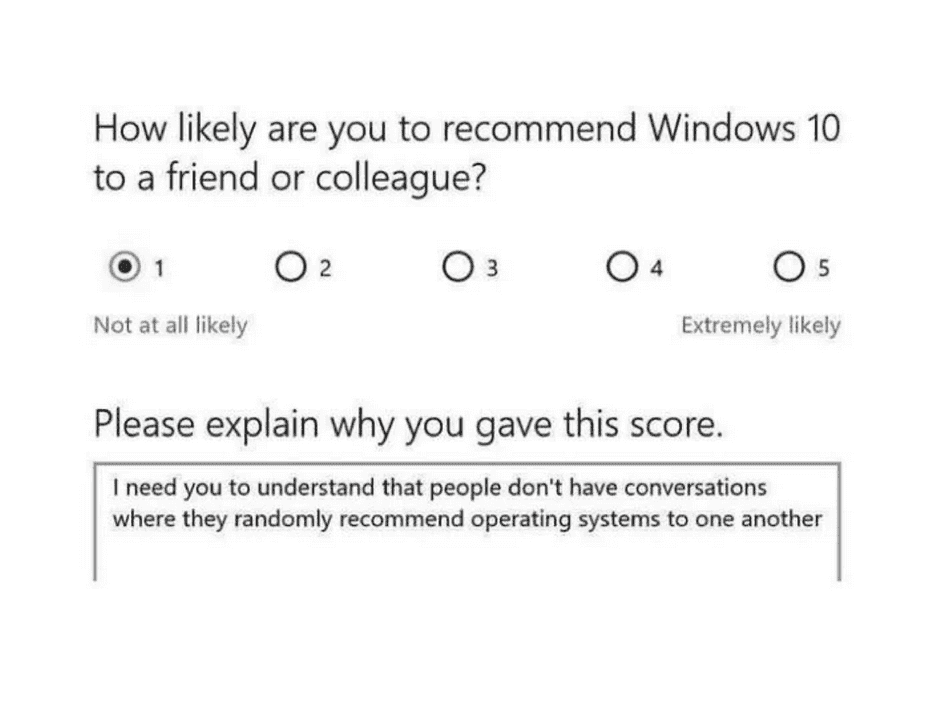 How likely are you to recommend Windows 10
to a friend or colleague?
1 2 3 4 5
Not at all likely Extremely likely
Please explain why you gave this score.
I need you to understand that people don't have conversations
where they randomly recommend operating systems to one another